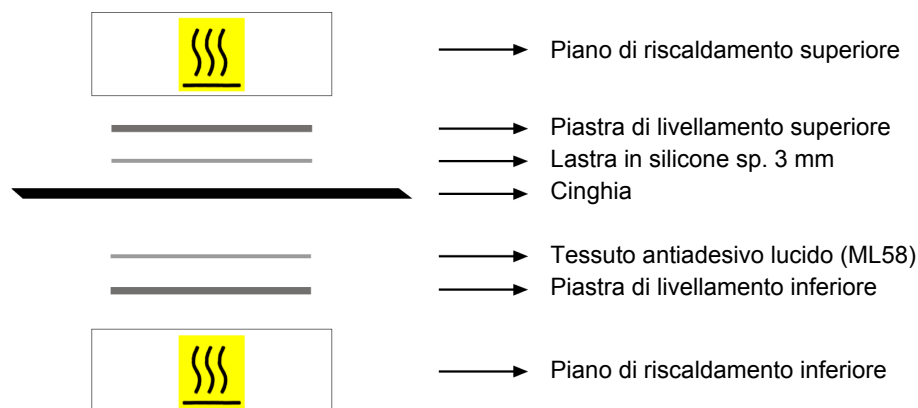 Piano di riscaldamento superiore
Piastra di livellamento superiore
Lastra in silicone sp. 3 mm
Cinghia
Tessuto antiadesivo lucido (ML58)
Piastra di livellamento inferiore
Piano di riscaldamento inferiore